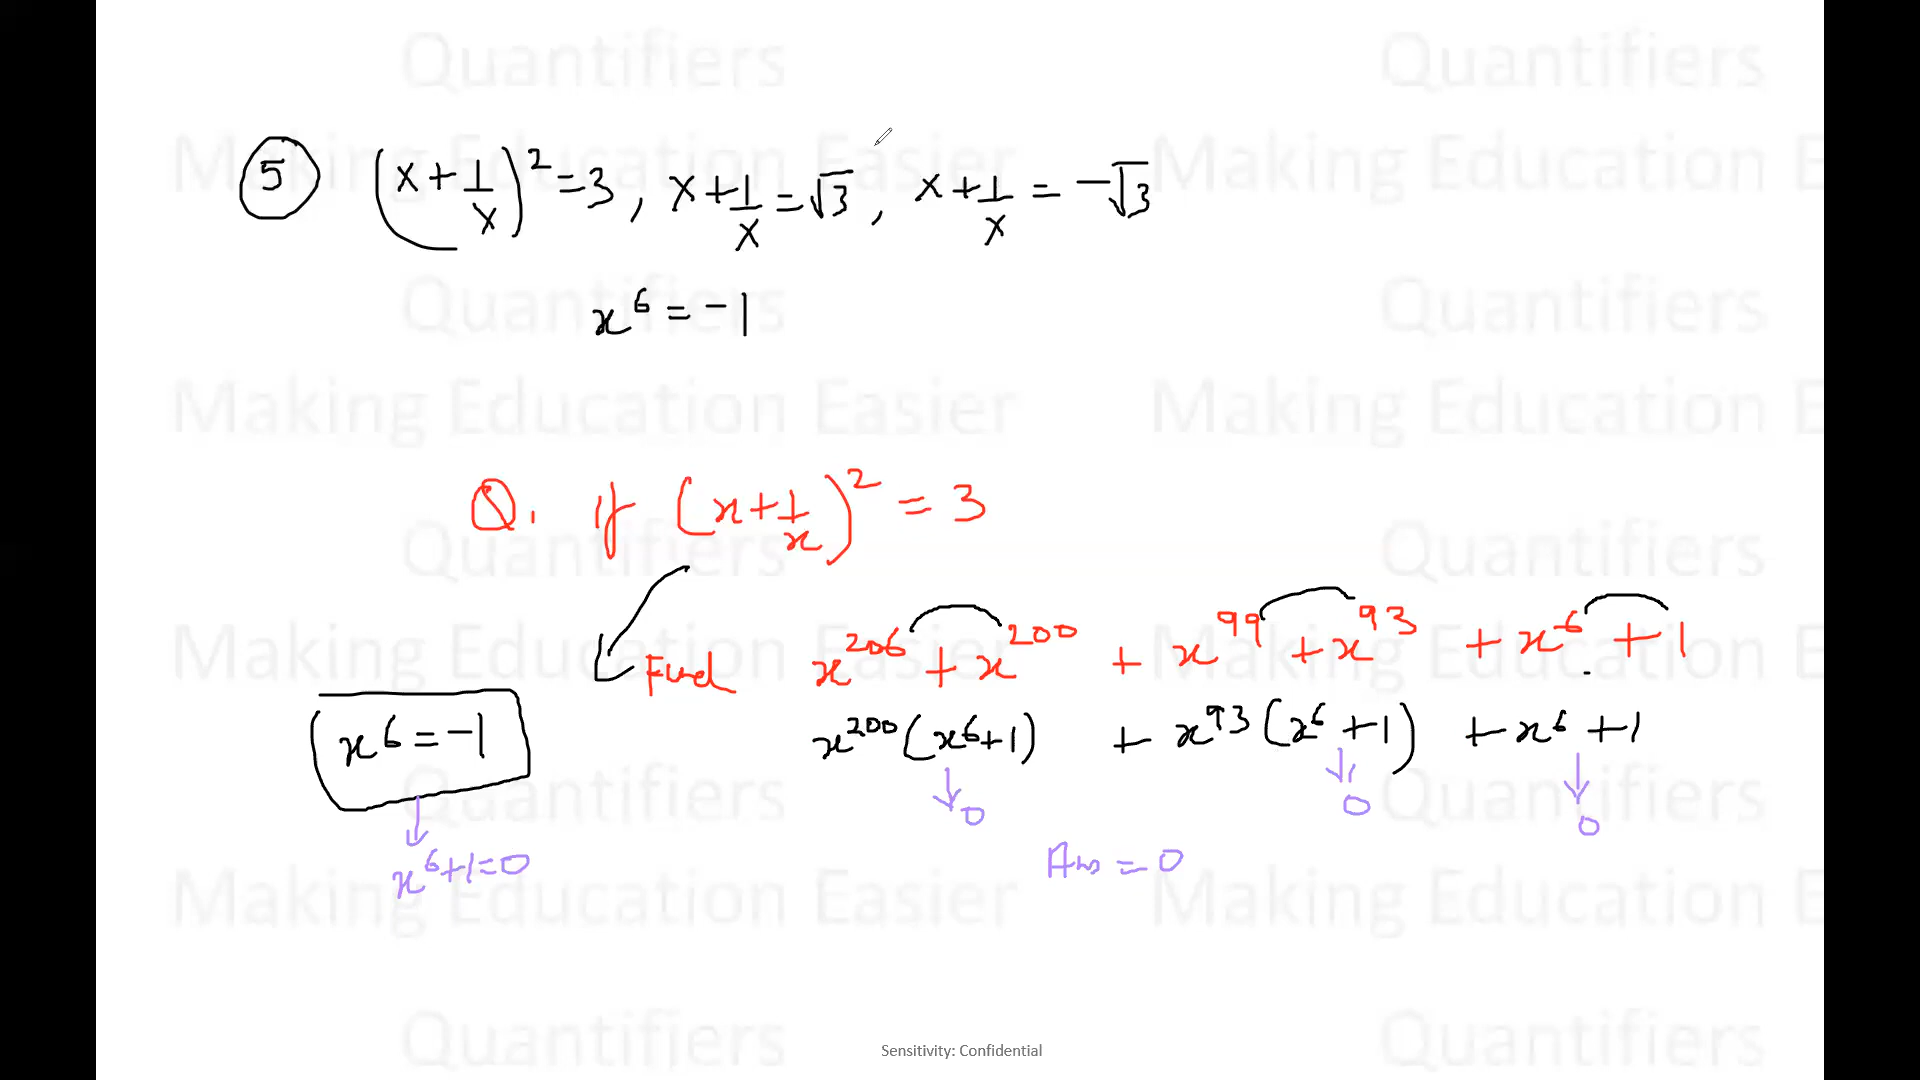 Quantifiers Quantifiers
Making Education Easier Making Education E
5 (x+1/x)²=3, x+1/x=√3, x+1/x=-√3
Quantifiers Quantifiers
x⁶=-1
Making Education Easier Making Education E
Q. if (x+1/x)²=3
Quantifiers Quantifiers
Making Education Easier Making Education E
Find x²⁰⁶+x²⁰⁰+x⁹⁹+x⁹³+x⁶+1
x⁶=-1 x²⁰⁰(x⁶+1)+x⁹³(x⁶+1)+x⁶+1
Quantifiers Quantifiers
↓0 ↓0 ↓0
x⁶+1=0 Ans=0
Making Education Easier Making Education E
Quantifiers Quantifiers
Sensitivity: Confidential